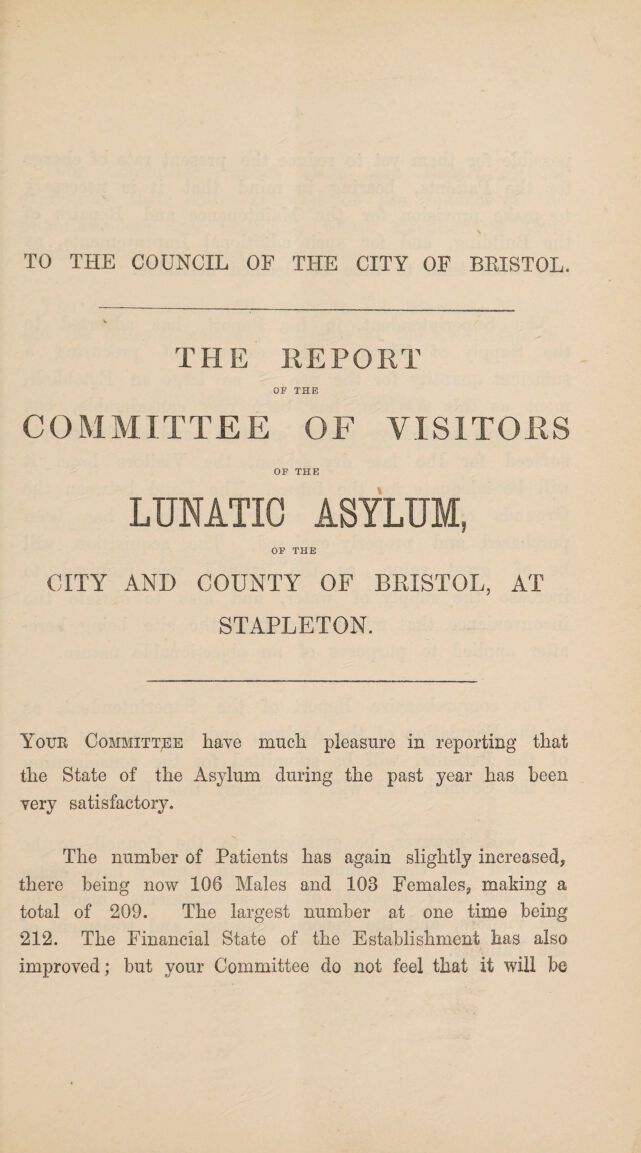 TO THE COUNCIL OF THE CITY OF BRISTOL.
THE REPORT
OF THE
COMMITTEE OF VISITORS
OF THE
LUNATIC ASYLUM,
OF THE
CITY AND COUNTY OF BRISTOL, AT
STAPLETON.
YOUR COMMITTEE have much pleasure in reporting that
the State of the Asylum during the past year has been
very satisfactory.
The number of Patients has again slightly increased,
there being now 106 Males and 103 Females, making a
total of 209. The largest number at one time being
212. The Financial State of the Establishment has also
improved; but your Committee do not feel that it will be